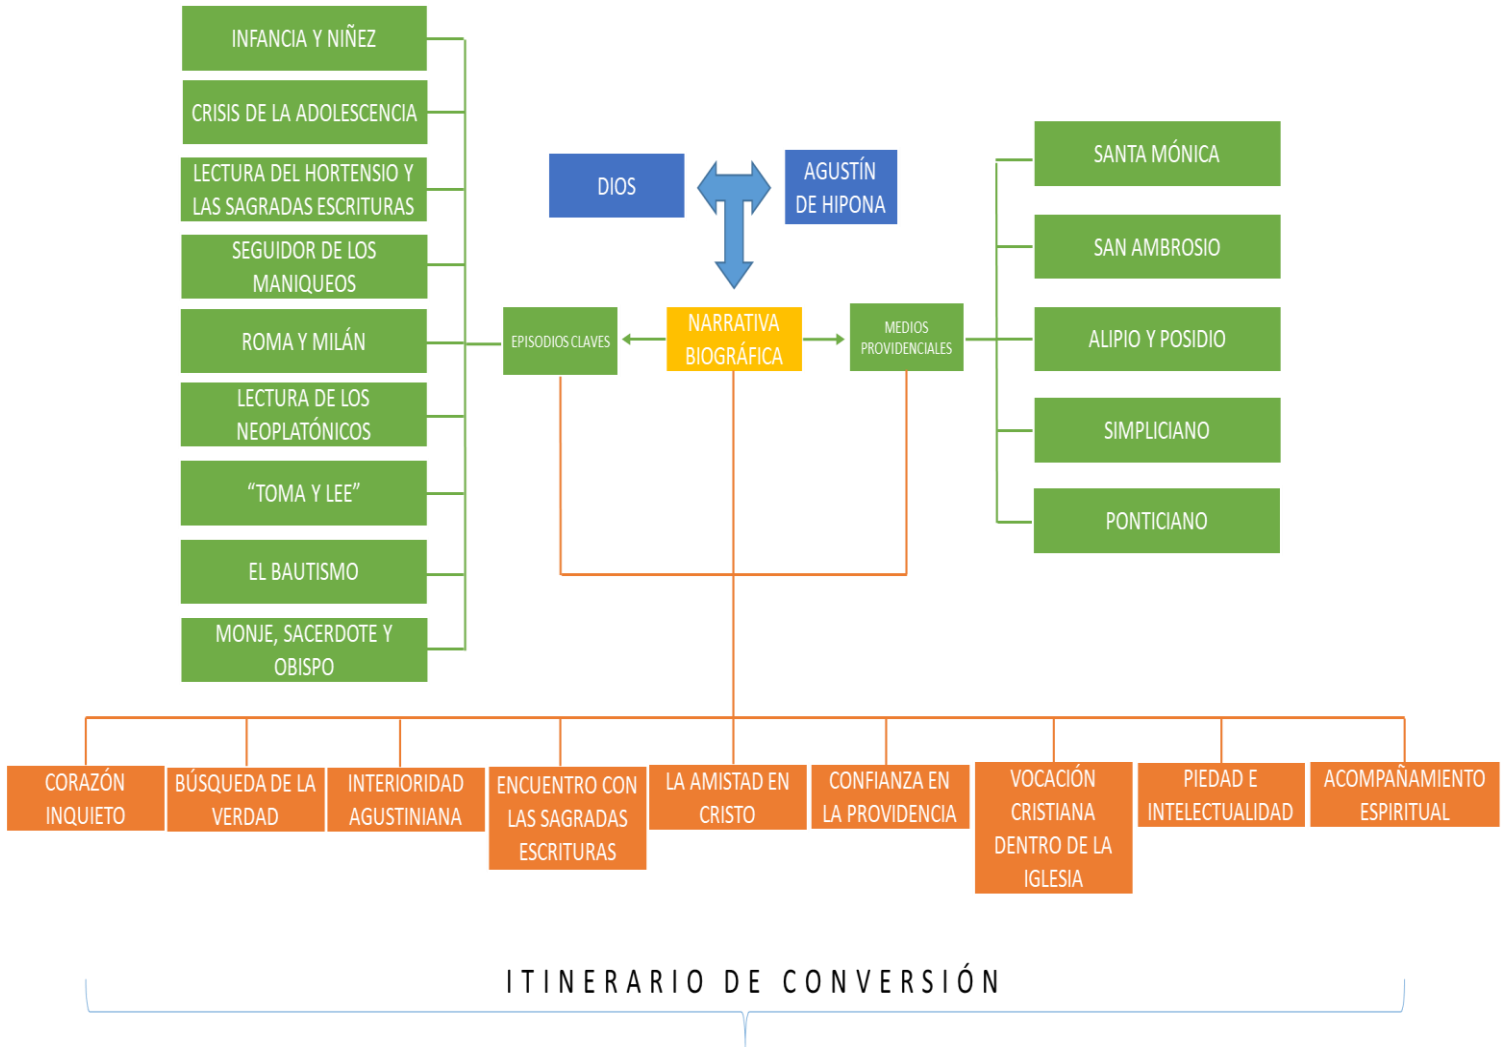 INFANCIA Y NIÑEZ
CRISIS DE LA ADOLESCENCIA
LECTURA DEL HORTENSIO Y
LAS SAGRADAS ESCRITURAS
SEGUIDOR DE LOS
MANIQUEOS
ROMA Y MILÁN
LECTURA DE LOS
NEOPLATÓNICOS
“TOMA Y LEE”
EL BAUTISMO
MONJE, SACERDOTE Y
OBISPO
DIOS
AGUSTÍN
DE HIPONA
EPISODIOS CLAVES
NARRATIVA
BIOGRÁFICA
MEDIOS
PROVIDENCIALES
SANTA MÓNICA
SAN AMBROSIO
ALIPIO Y POSIDIO
SIMPLICIANO
PONTICIANO
CORAZÓN
INQUIETO
BÚSQUEDA DE LA
VERDAD
INTERIORIDAD
AGUSTINIANA
ENCUENTRO CON
LAS SAGRADAS
ESCRITURAS
LA AMISTAD EN
CRISTO
CONFIANZA EN
LA PROVIDENCIA
VOCACIÓN
CRISTIANA
DENTRO DE LA
IGLESIA
PIEDAD E
INTELECTUALIDAD
ACOMPAÑAMIENTO
ESPIRITUAL
ITINERARIO DE CONVERSIÓN